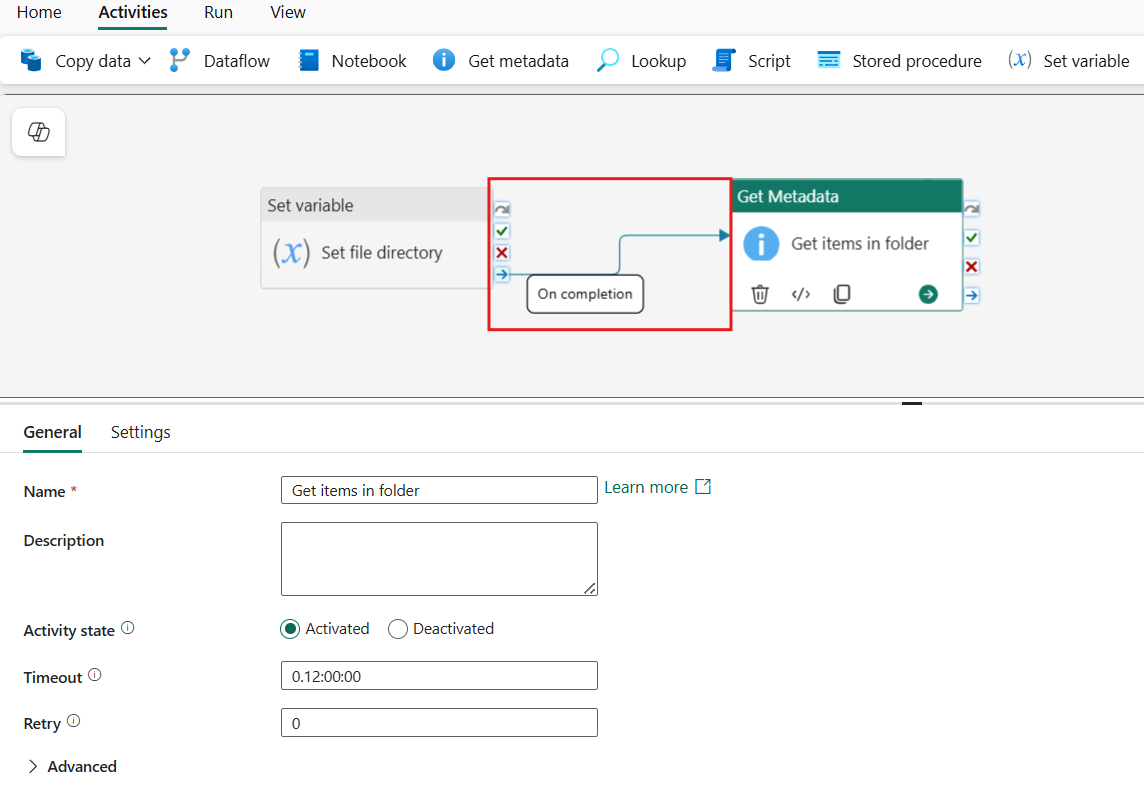 Home Activities Run View
Copy data Dataflow Notebook Get metadata Lookup Script Stored procedure (x) Set variable
Set variable
(x) Set file directory
On completion
Get Metadata
i Get items in folder
</>
General Settings
Name * Get items in folder Learn more
Description
Activity state Activated Deactivated
Timeout 0.12:00:00
Retry 0
Advanced